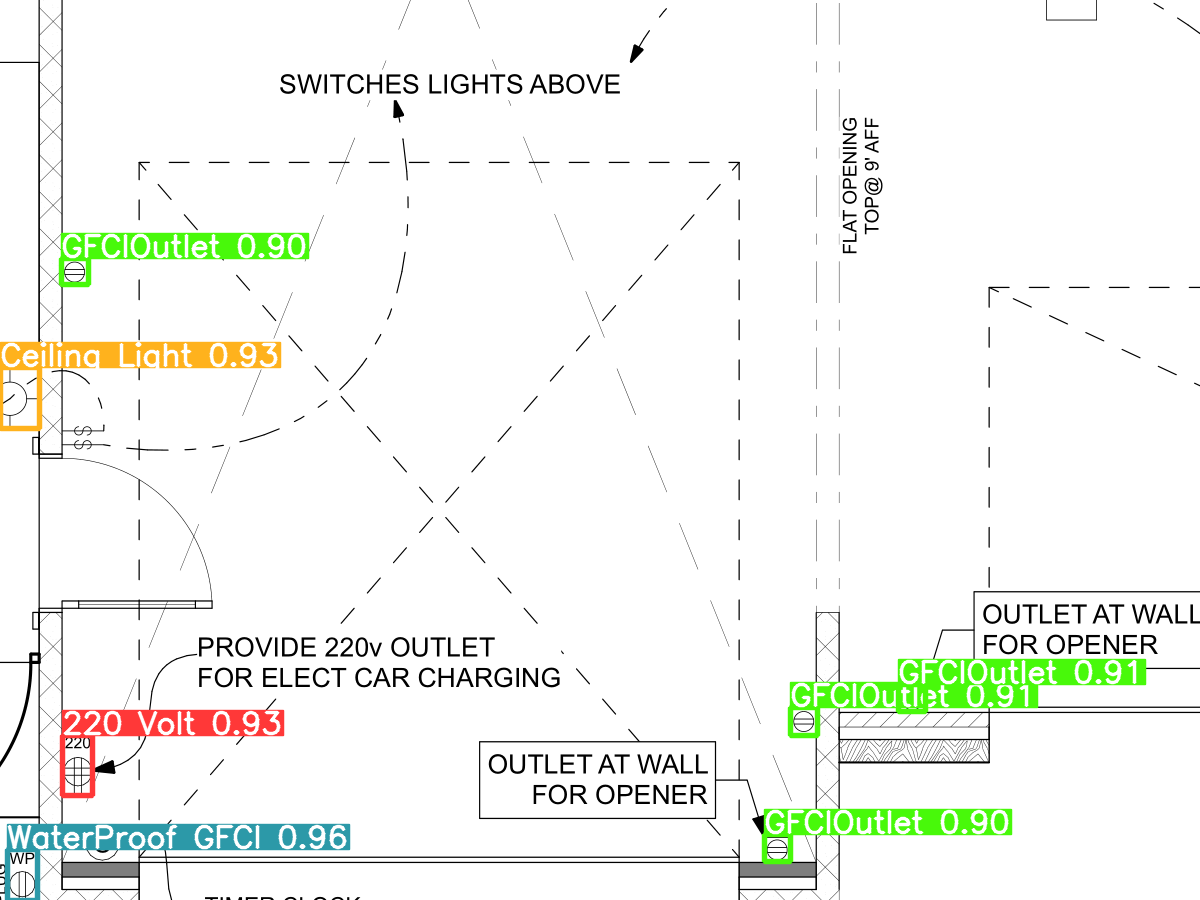 SWITCHES LIGHTS ABOVE
FLAT OPENING
TOP@ 9' AFF
GFCIOutlet 0.90
Ceiling Light 0.93
SS
OUTLET AT WALL
FOR OPENER
PROVIDE 220v OUTLET
FOR ELECT CAR CHARGING
GFCIOutlet 0.91
GFCIOutlet 0.91
220 Volt 0.93
220
OUTLET AT WALL
FOR OPENER
GFCIOutlet 0.90
WaterProof GFCI 0.96
WP
TIMER CLOCK